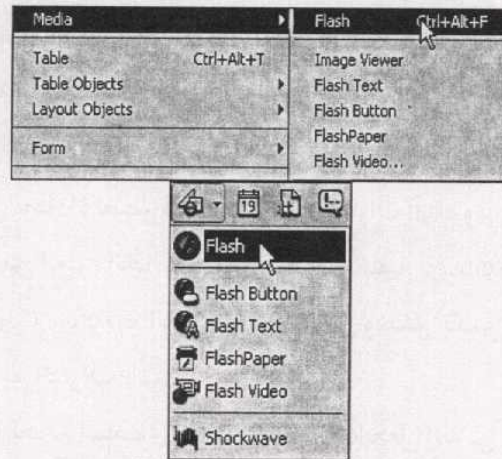 Media
Table Ctrl+Alt+T
Table Objects
Layout Objects
Form
Flash Ctrl+Alt+F
Image Viewer
Flash Text
Flash Button
FlashPaper
Flash Video...
19
Flash
Flash Button
Flash Text
FlashPaper
Flash Video
Shockwave